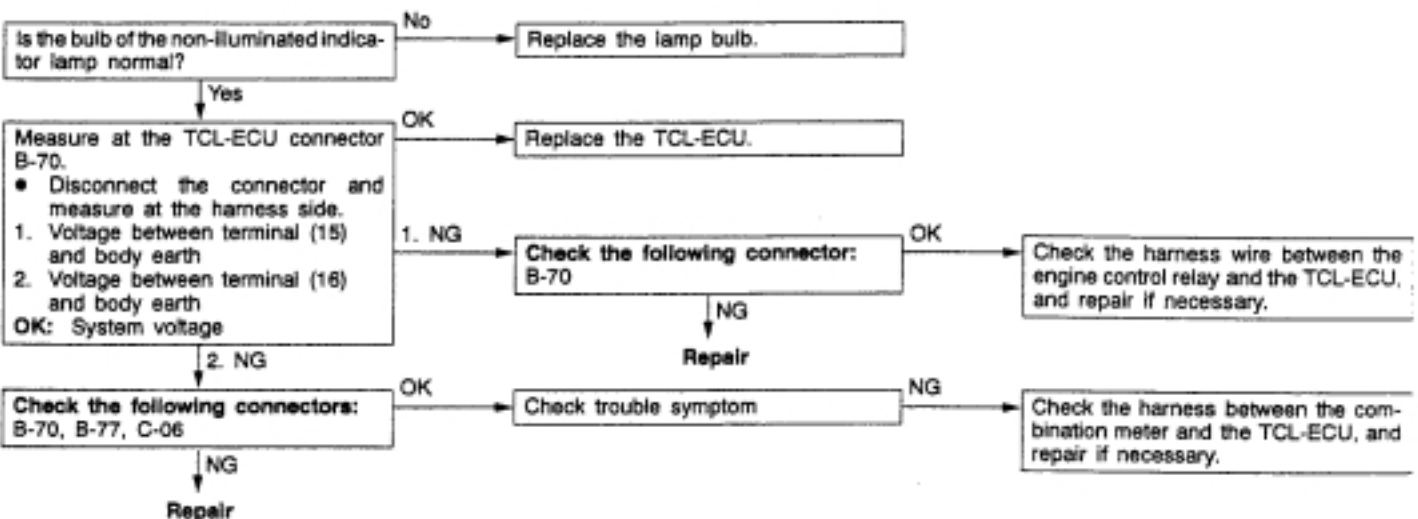 Is the bulb of the non-illuminated indica-
tor lamp normal?
No
Replace the lamp bulb.
Yes
Measure at the TCL-ECU connector
B-70.
• Disconnect the connector and
measure at the harness side.
1. Voltage between terminal (15)
and body earth
2. Voltage between terminal (16)
and body earth
OK: System voltage
OK
Replace the TCL-ECU.
1. NG
Check the following connector:
B-70
OK
Check the harness wire between the
engine control relay and the TCL-ECU,
and repair if necessary.
NG
Repair
2. NG
Check the following connectors:
B-70, B-77, C-06
OK
Check trouble symptom
NG
Check the harness between the com-
bination meter and the TCL-ECU, and
repair if necessary.
NG
Repair